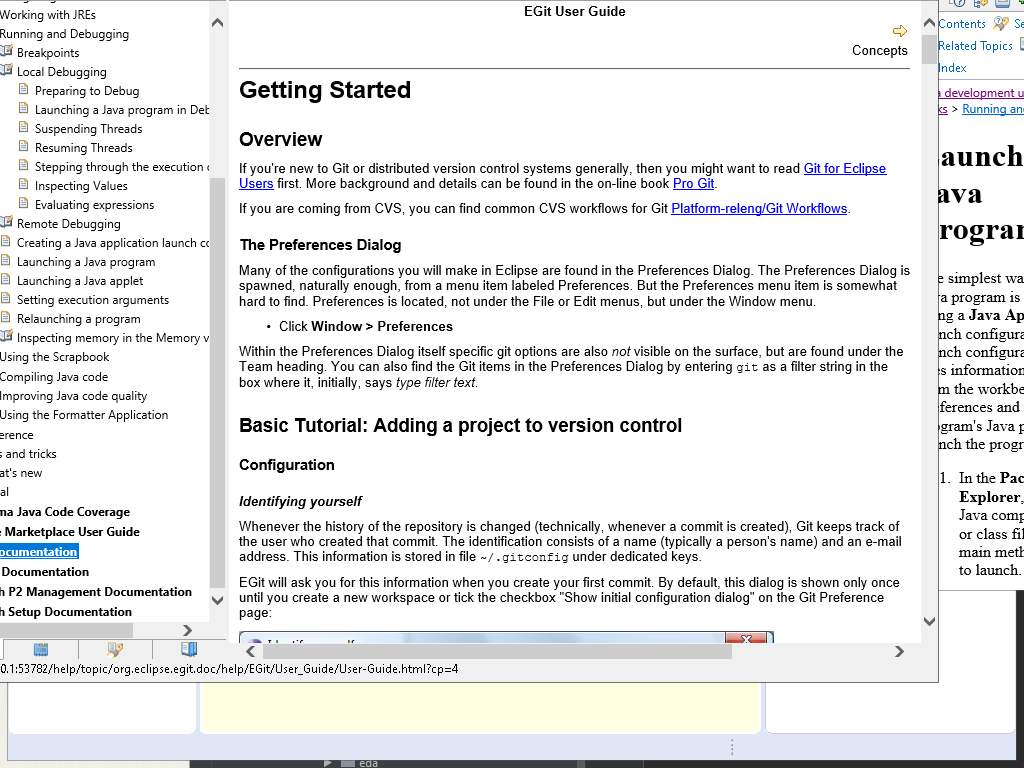 Working with JREs
Running and Debugging
Breakpoints
Local Debugging
Preparing to Debug
Launching a Java program in Deb
Suspending Threads
Resuming Threads
Stepping through the execution o
Inspecting Values
Evaluating expressions
Remote Debugging
Creating a Java application launch co
Launching a Java program
Launching a Java applet
Setting execution arguments
Relaunching a program
Inspecting memory in the Memory v
Using the Scrapbook
Compiling Java code
Improving Java code quality
Using the Formatter Application
erence
s and tricks
at's new
al
ma Java Code Coverage
e Marketplace User Guide
ocumentation
Documentation
h P2 Management Documentation
h Setup Documentation
0.1:53782/help/topic/org.eclipse.egit.doc/help/EGit/User_Guide/User-Guide.html?cp=4
EGit User Guide
Concepts
Getting Started
Overview
If you're new to Git or distributed version control systems generally, then you might want to read Git for Eclipse
Users first. More background and details can be found in the on-line book Pro Git.
If you are coming from CVS, you can find common CVS workflows for Git Platform-releng/Git Workflows.
The Preferences Dialog
Many of the configurations you will make in Eclipse are found in the Preferences Dialog. The Preferences Dialog is
spawned, naturally enough, from a menu item labeled Preferences. But the Preferences menu item is somewhat
hard to find. Preferences is located, not under the File or Edit menus, but under the Window menu.
• Click Window > Preferences
Within the Preferences Dialog itself specific git options are also not visible on the surface, but are found under the
Team heading. You can also find the Git items in the Preferences Dialog by entering git as a filter string in the
box where it, initially, says type filter text.
Basic Tutorial: Adding a project to version control
Configuration
Identifying yourself
Whenever the history of the repository is changed (technically, whenever a commit is created), Git keeps track of
the user who created that commit. The identification consists of a name (typically a person's name) and an e-mail
address. This information is stored in file ~/.gitconfig under dedicated keys.
EGit will ask you for this information when you create your first commit. By default, this dialog is shown only once
until you create a new workspace or tick the checkbox "Show initial configuration dialog" on the Git Preference
page:
Contents Se
Related Topics
Index
a development u
ks > Running and
aunch
ava
rogram
e simplest wa
va program is
ng a Java Ap
nch configura
nch configura
es information
m the workbe
ferences and
ogram's Java p
nch the progr
1. In the Pac
Explorer,
Java comp
or class fil
main meth
to launch.
eda